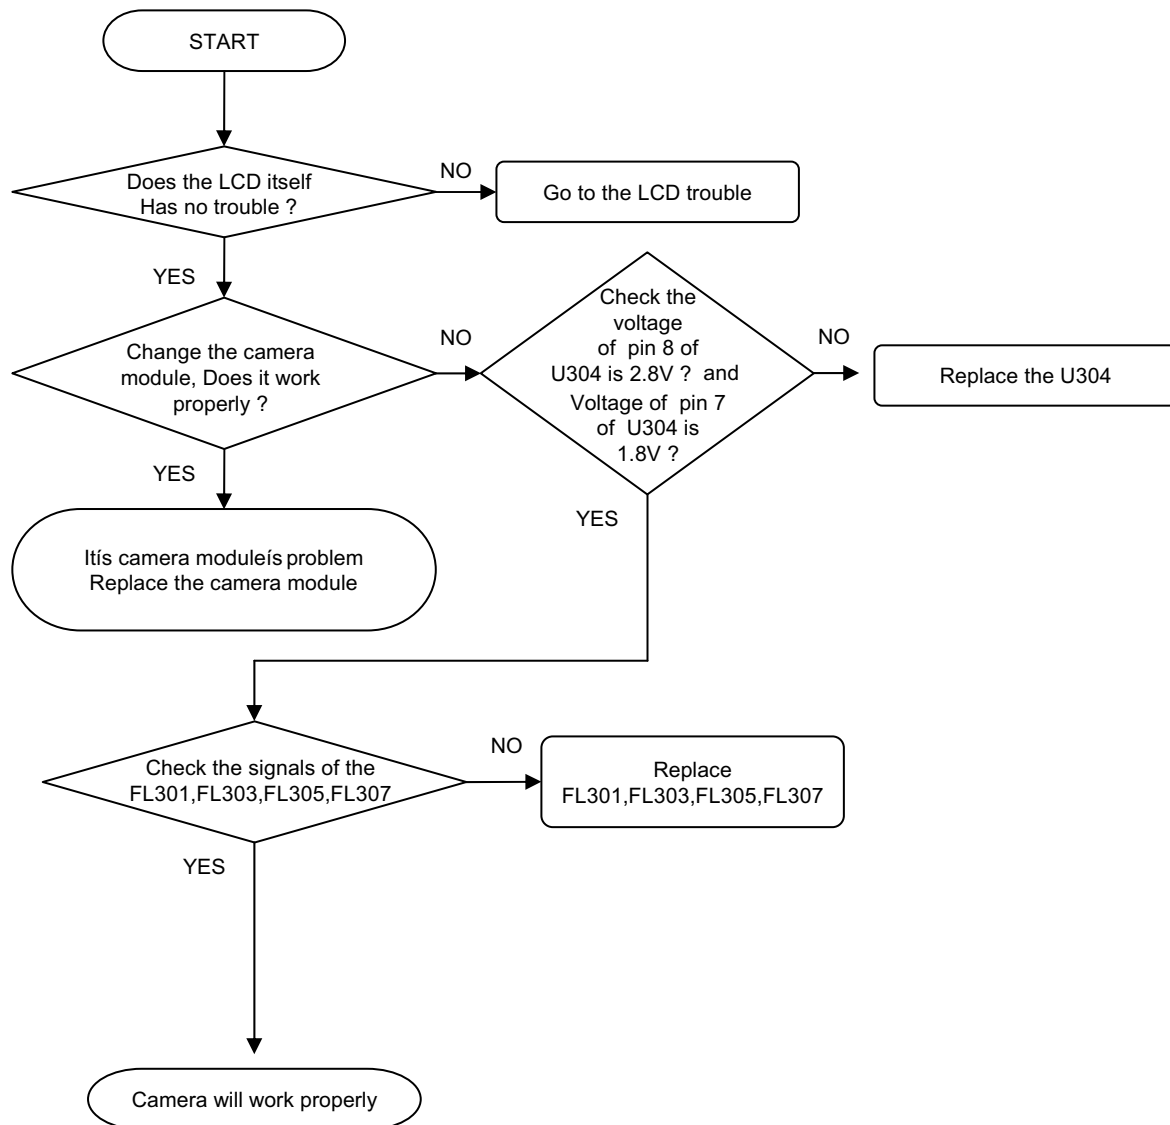 START
Does the LCD itself
Has no trouble ?
NO
Go to the LCD trouble
YES
Change the camera
module, Does it work
properly ?
NO
Check the
voltage
of pin 8 of
U304 is 2.8V ? and
Voltage of pin 7
of U304 is
1.8V ?
NO
Replace the U304
YES
Itís camera moduleís problem
Replace the camera module
YES
Check the signals of the
FL301,FL303,FL305,FL307
NO
Replace
FL301,FL303,FL305,FL307
YES
Camera will work properly